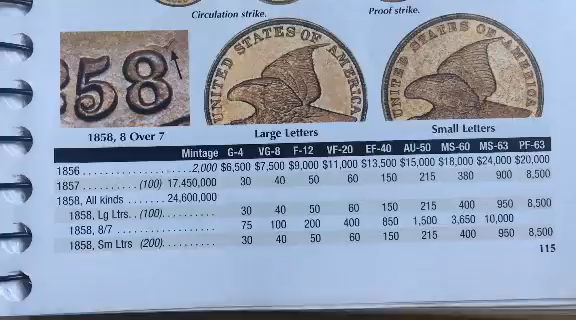 Circulation strike.
Proof strike.
58
UNITED STATES OF AMERICA
UNITED STATES OF AMERICA
1858, 8 Over 7
Large Letters
Small Letters
Mintage G-4 VG-8 F-12 VF-20 EF-40 AU-50 MS-60 MS-63 PF-63
1856 . . . . . . . . . . . . . . . . . 2,000 $6,500 $7,500 $9,000 $11,000 $13,500 $15,000 $18,000 $24,000 $20,000
1857 . . . . . . . . . (100) 17,450,000 30 40 50 60 150 215 380 900 8,500
1858, All Kinds . . . . . . . 24,600,000
1858, Lg Ltrs. . (100). . . . . . . . . . 30 40 50 60 150 215 400 950 8,500
1858, 8/7 . . . . . . . . . . . . . . . . . 75 100 200 400 850 1,500 3,650 10,000
1858, Sm Ltrs (200). . . . . . . . . . 30 40 50 60 150 215 400 950 8,500
115